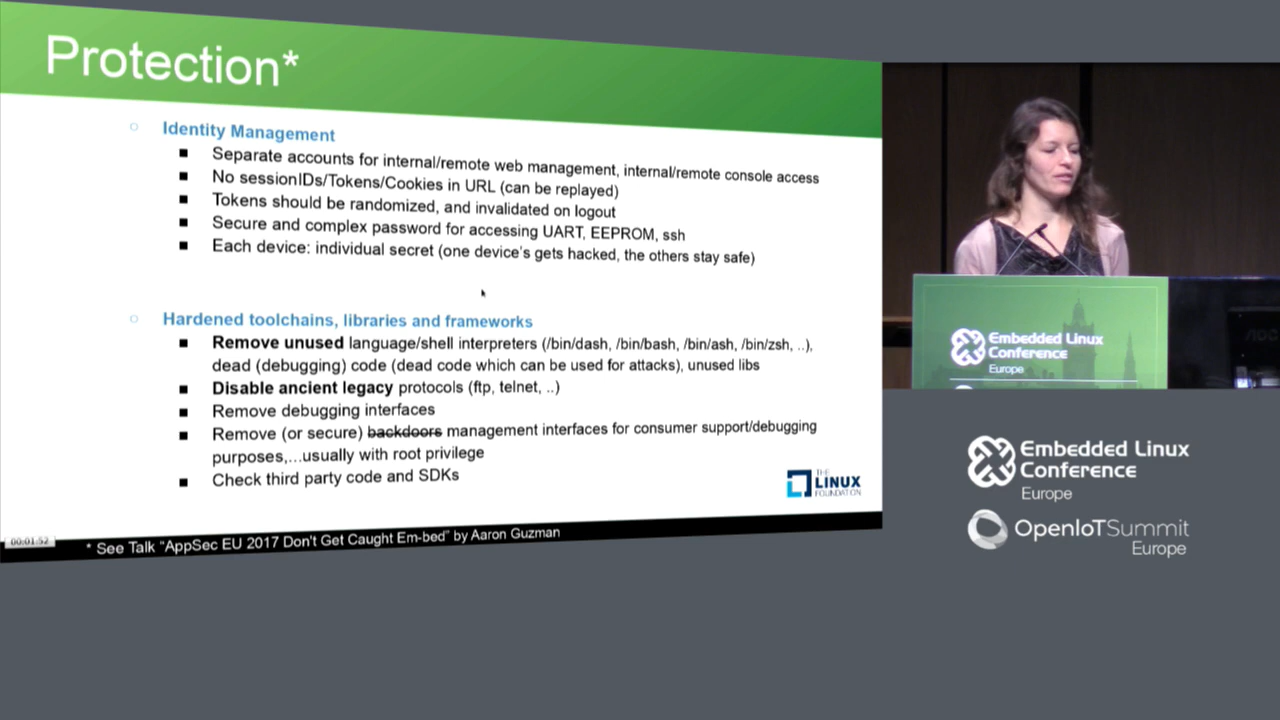 Protection*
Identity Management
Separate accounts for internal/remote web management, internal/remote console access
No sessionIDs/Tokens/Cookies in URL (can be replayed)
Tokens should be randomized, and invalidated on logout
Secure and complex password for accessing UART, EEPROM, ssh
Each device: individual secret (one device's gets hacked, the others stay safe)
Hardened toolchains, libraries and frameworks
Remove unused language/shell interpreters (/bin/dash, /bin/bash, /bin/ash, /bin/zsh, ..),
dead (debugging) code (dead code which can be used for attacks), unused libs
Disable ancient legacy protocols (ftp, telnet, ..)
Remove debugging interfaces
Remove (or secure) backdoors management interfaces for consumer support/debugging
purposes,...usually with root privilege
Check third party code and SDKs
THE
LINUX
FOUNDATION
00:01:52
* See Talk "AppSec EU 2017 Don't Get Caught Em-bed" by Aaron Guzman
Embedded Linux
Conference
Europe
Embedded Linux
Conference
Europe
OpenIoTSummit
Europe